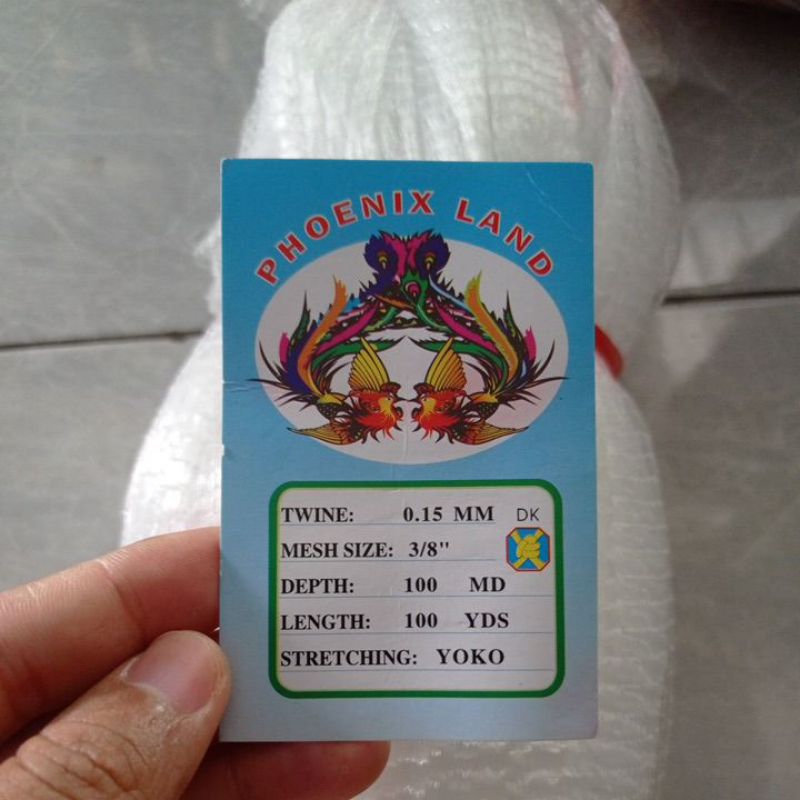 PHOENIX LAND
TWINE: 0.15 MM DK
MESH SIZE: 3/8"
DEPTH: 100 MD
LENGTH: 100 YDS
STRETCHING: YOKO